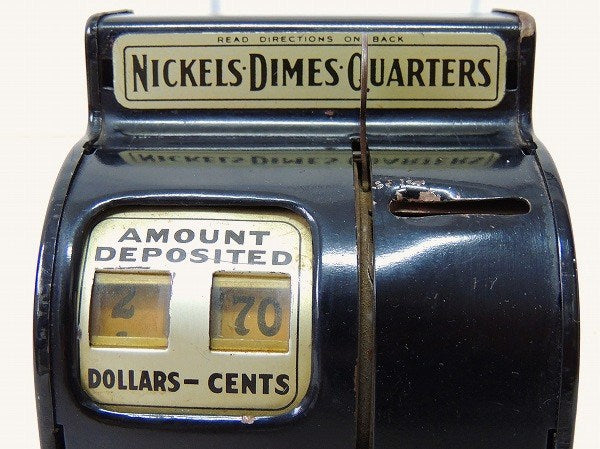 READ DIRECTIONS ON BACK
NICKELS·DIMES·QUARTERS
AMOUNT
DEPOSITED
2 70
DOLLARS–CENTS